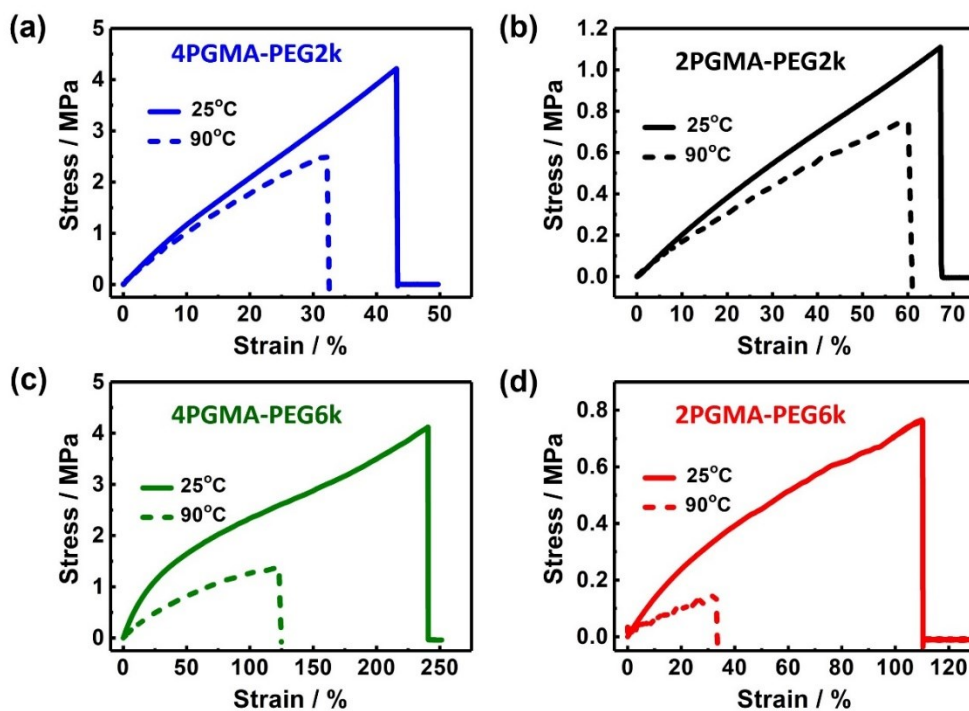 (a)
4PGMA-PEG2k
25°C
90°C
Stress / MPa
5
4
3
2
1
0
0 10 20 30 40 50
Strain / %
(b)
2PGMA-PEG2k
25°C
90°C
Stress / MPa
1.2
1.0
0.8
0.6
0.4
0.2
0.0
0 10 20 30 40 50 60 70
Strain / %
(c)
4PGMA-PEG6k
25°C
90°C
Stress / MPa
5
4
3
2
1
0
0 50 100 150 200 250
Strain / %
(d)
2PGMA-PEG6k
25°C
90°C
Stress / MPa
0.8
0.6
0.4
0.2
0.0
0 20 40 60 80 100 120
Strain / %